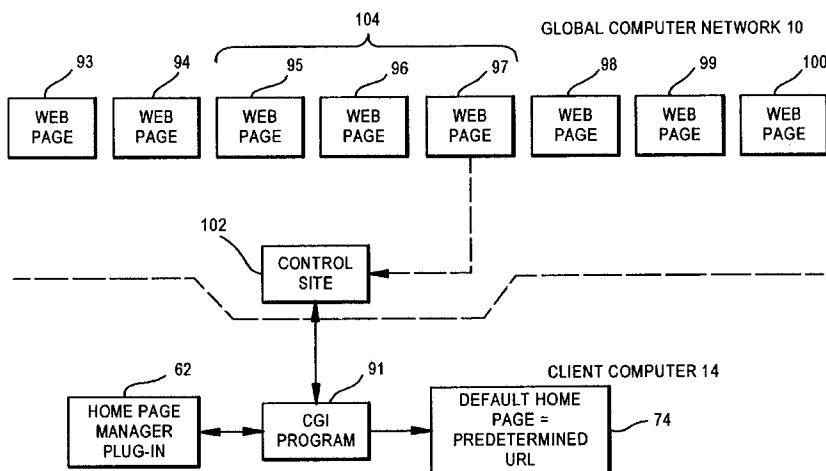 104
GLOBAL COMPUTER NETWORK 10
93
94
95
96
97
98
99
100
WEB
PAGE
WEB
PAGE
WEB
PAGE
WEB
PAGE
WEB
PAGE
WEB
PAGE
WEB
PAGE
WEB
PAGE
102
CONTROL
SITE
62
91
CLIENT COMPUTER 14
HOME PAGE
MANAGER
PLUG-IN
CGI
PROGRAM
DEFAULT HOME
PAGE =
PREDETERMINED
URL
74